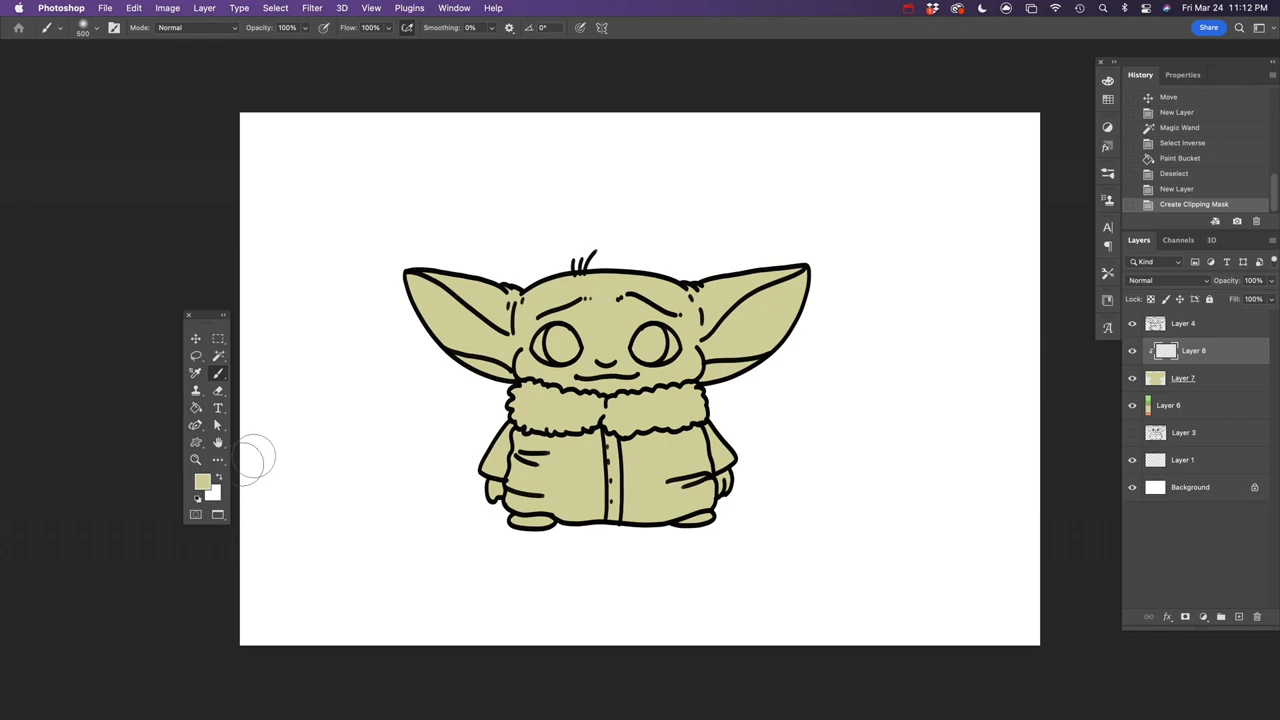 Photoshop File Edit Image Layer Type Select Filter 3D View Plugins Window Help Fri Mar 24 11:12 PM
500 Mode: Normal Opacity: 100% Flow: 100% Smoothing: 0% 0° Share
History Properties
Move
New Layer
Magic Wand
Select Inverse
Paint Bucket
Deselect
New Layer
Create Clipping Mask
Layers Channels 3D
Kind
Normal Opacity: 100%
Lock: Fill: 100%
Layer 4
Layer 8
Layer 7
Layer 6
Layer 3
Layer 1
Background